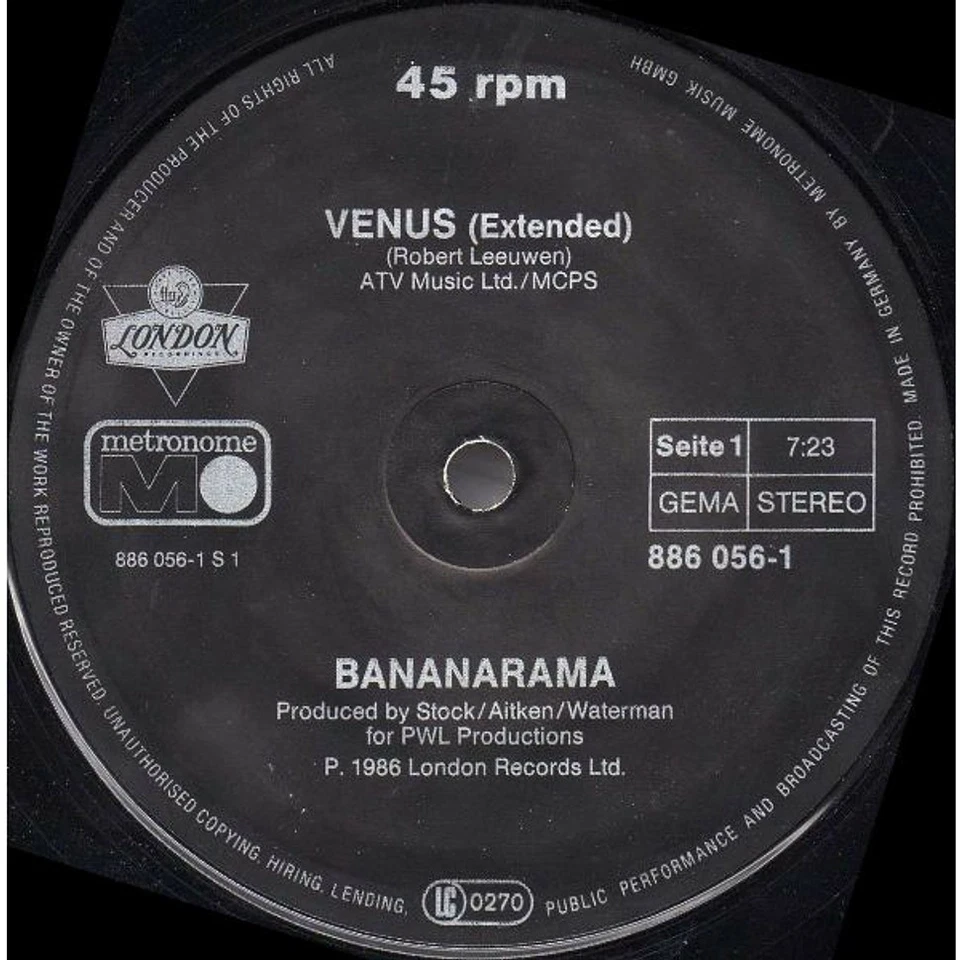 45 rpm
VENUS (Extended)
(Robert Leeuwen)
ATV Music Ltd./MCPS
LONDON
RECORDINGS
metronome
886 056-1 S 1
Seite 1
7:23
GEMA
STEREO
886 056-1
BANANARAMA
Produced by Stock/Aitken/Waterman
for PWL Productions
P. 1986 London Records Ltd.
LC 0270
ALL RIGHTS OF THE PRODUCER AND OF THE OWNER OF THE WORK REPRODUCED RESERVED. UNAUTHORISED COPYING, HIRING, LENDING, PUBLIC PERFORMANCE AND BROADCASTING OF THIS RECORD PROHIBITED. MADE IN GERMANY BY METRONOME MUSIK GMBH